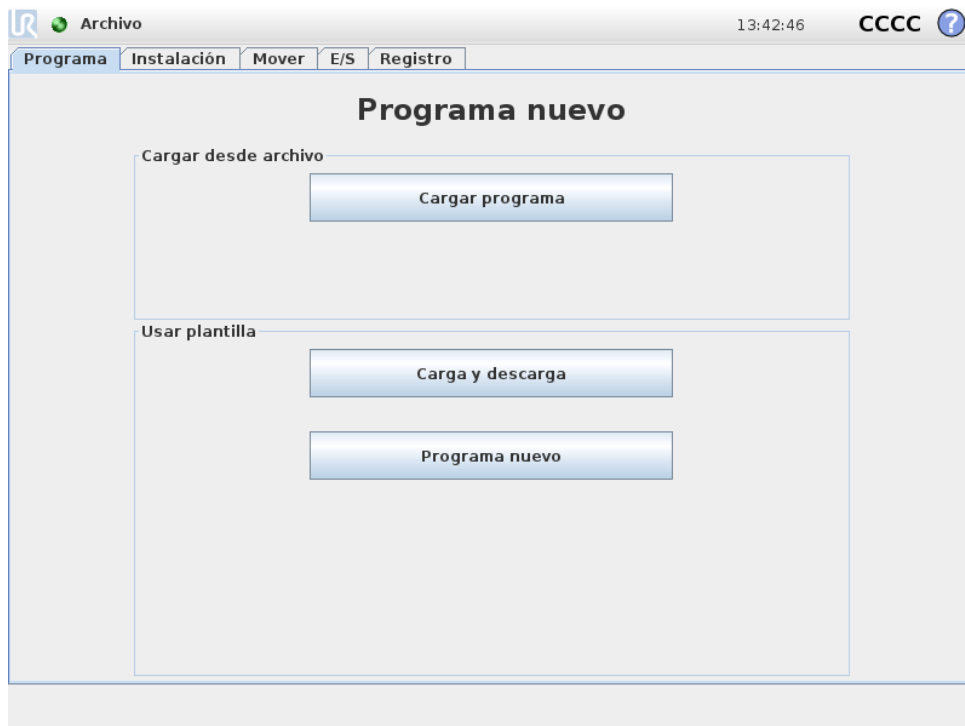 UR Archivo 13:42:46 CCCC ?
Programa Instalación Mover E/S Registro
Programa nuevo
Cargar desde archivo
Cargar programa
Usar plantilla
Carga y descarga
Programa nuevo